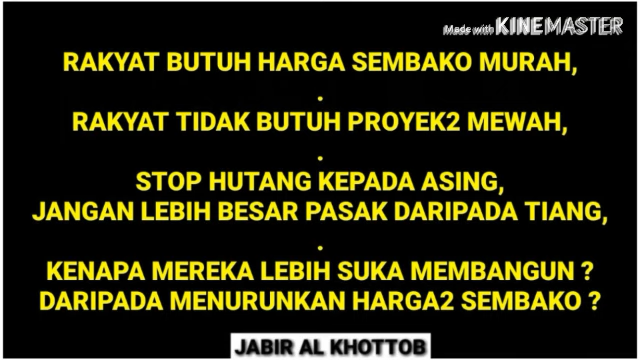 Made with KINEMASTER
RAKYAT BUTUH HARGA SEMBAKO MURAH,
.
RAKYAT TIDAK BUTUH PROYEK2 MEWAH,
.
STOP HUTANG KEPADA ASING,
JANGAN LEBIH BESAR PASAK DARIPADA TIANG,
.
KENAPA MEREKA LEBIH SUKA MEMBANGUN ?
DARIPADA MENURUNKAN HARGA2 SEMBAKO ?
JABIR AL KHOTTOB